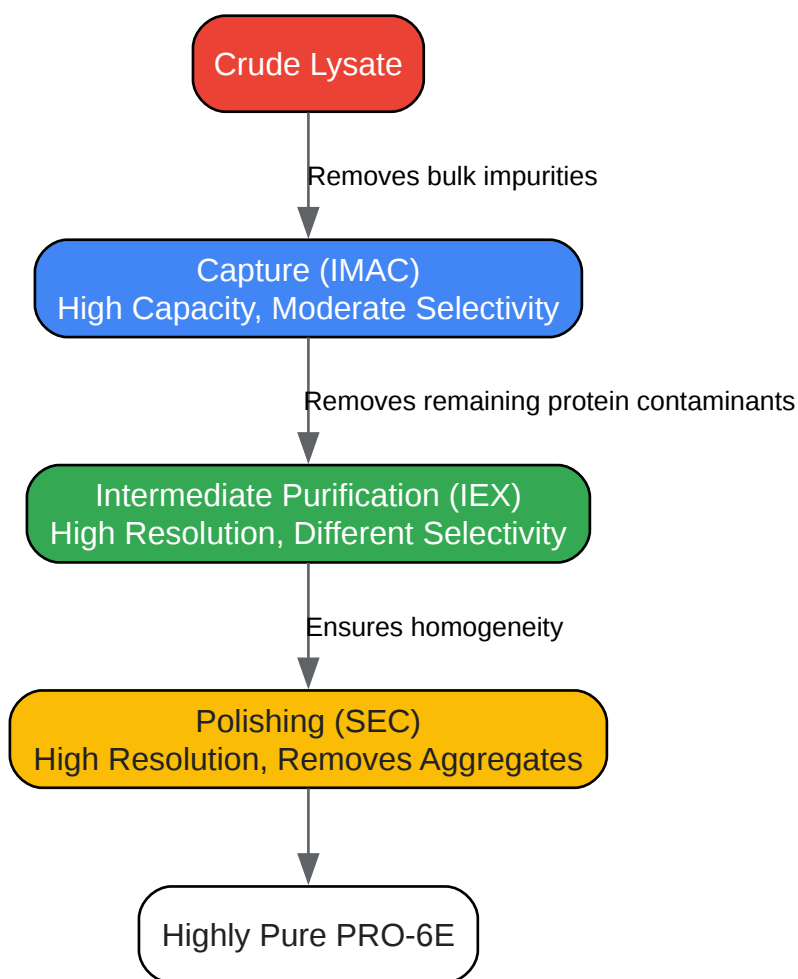 Crude Lysate
Removes bulk impurities
Capture (IMAC)
High Capacity, Moderate Selectivity
Removes remaining protein contaminants
Intermediate Purification (IEX)
High Resolution, Different Selectivity
Ensures homogeneity
Polishing (SEC)
High Resolution, Removes Aggregates
Highly Pure PRO-6E